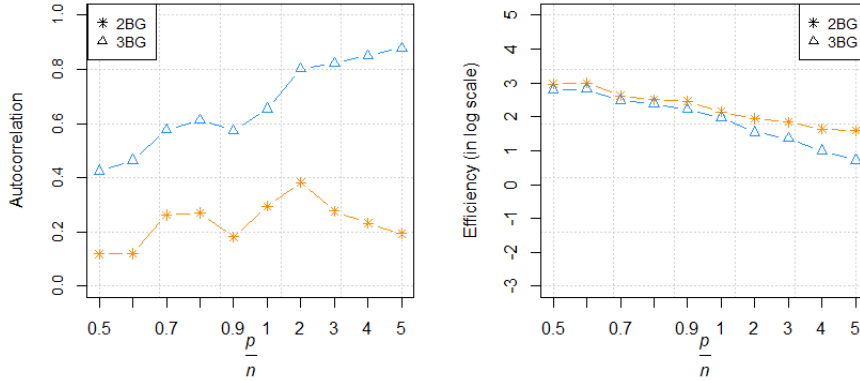 2BG
3BG
Autocorrelation
1.0
0.8
0.6
0.4
0.2
0.0
0.5 0.7 0.9 1 2 3 4 5
p
n
2BG
3BG
Efficiency (in log scale)
5
4
3
2
1
0
-1
-3
0.5 0.7 0.9 1 2 3 4 5
p
n